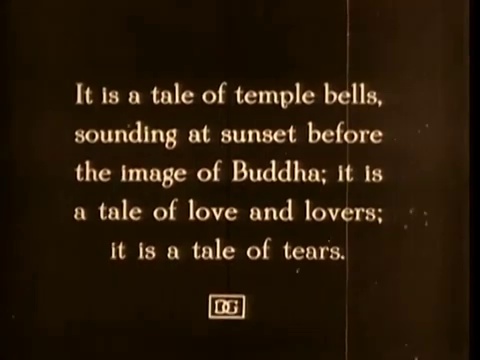 It is a tale of temple bells,
sounding at sunset before
the image of Buddha; it is
a tale of love and lovers;
it is a tale of tears.
DG